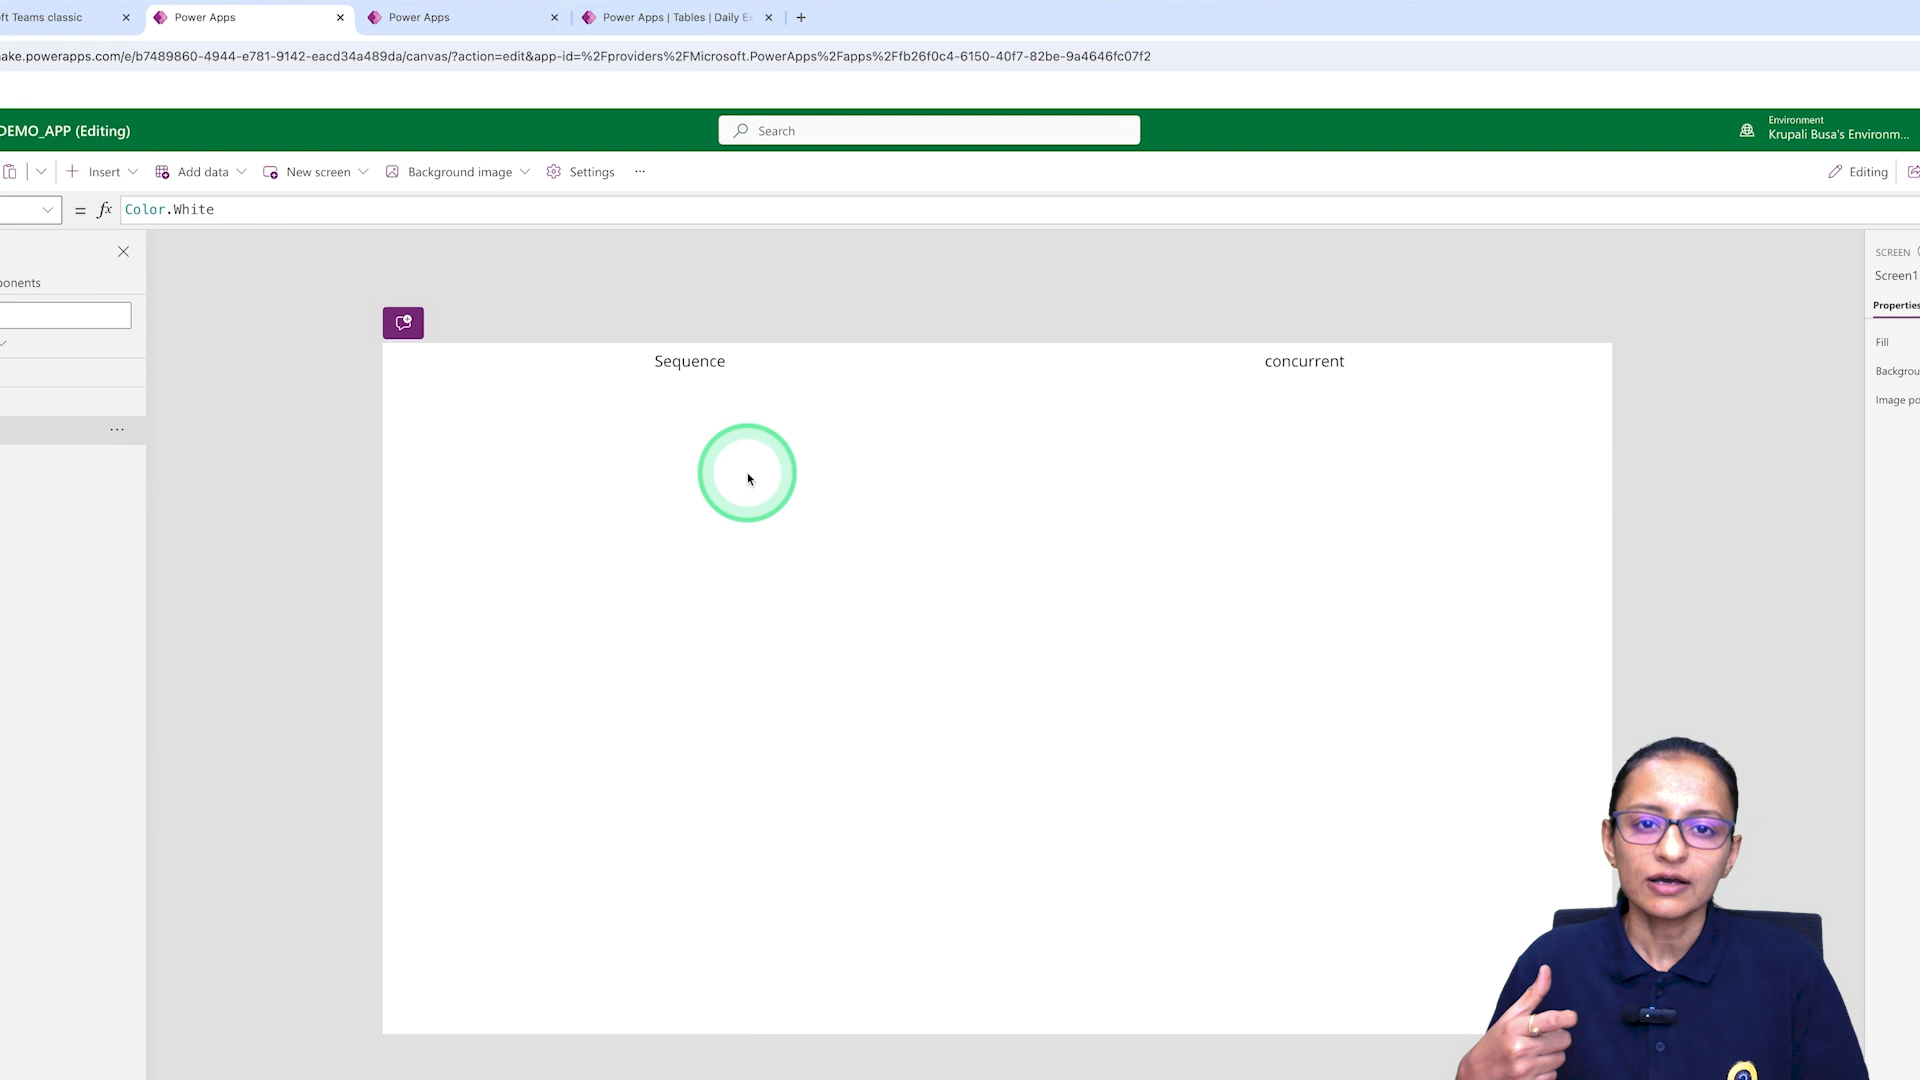 ft Teams classic
Power Apps
Power Apps
Power Apps | Tables | Daily Ex
ake.powerapps.com/e/b7489860-4944-e781-9142-eacd34a489da/canvas/?action=edit&app-id=%2Fproviders%2FMicrosoft.PowerApps%2Fapps%2Ffb26f0c4-6150-40f7-82be-9a4646fc07f2
DEMO_APP (Editing)
Search
Environment
Krupali Busa's Environm...
Insert
Add data
New screen
Background image
Settings
...
Editing
= fx Color.White
ponents
SCREEN
Screen1
Properties
Fill
Backgrou
Image po
Sequence
concurrent